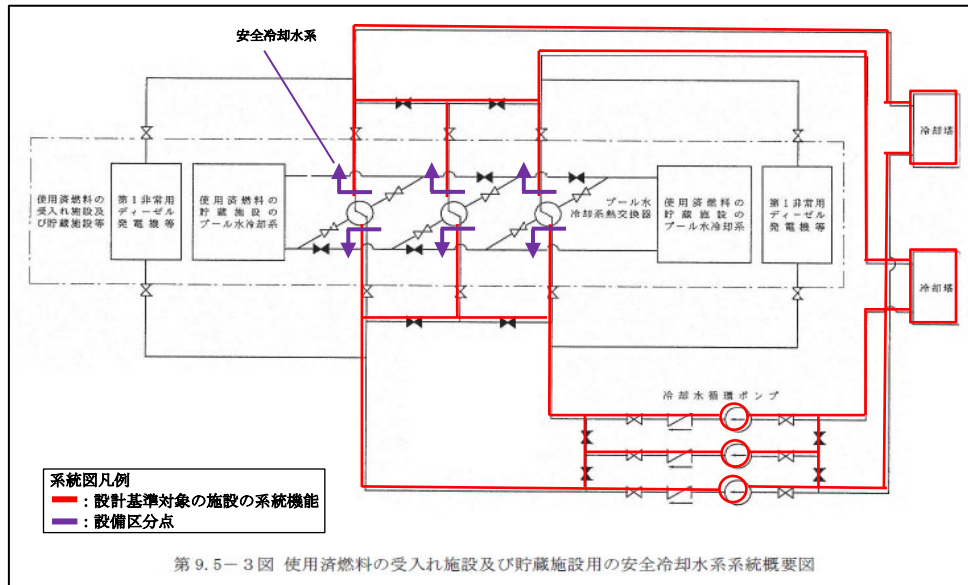 安全冷却水系
冷却塔
使用済燃料の
受入れ施設及
び貯蔵施設等
第1非常用
ディーゼル
発電機等
使用済燃料の
貯蔵施設の
プール水冷却系
プール水
冷却系熱交換器
使用済燃料の
貯蔵施設の
プール水冷却系
第1非常用
ディーゼル
発電機等
冷却塔
冷却水循環ポンプ
系統図凡例
:設計基準対象の施設の系統機能
:設備区分点
第9.5-3図 使用済燃料の受入れ施設及び貯蔵施設用の安全冷却水系系統概要図